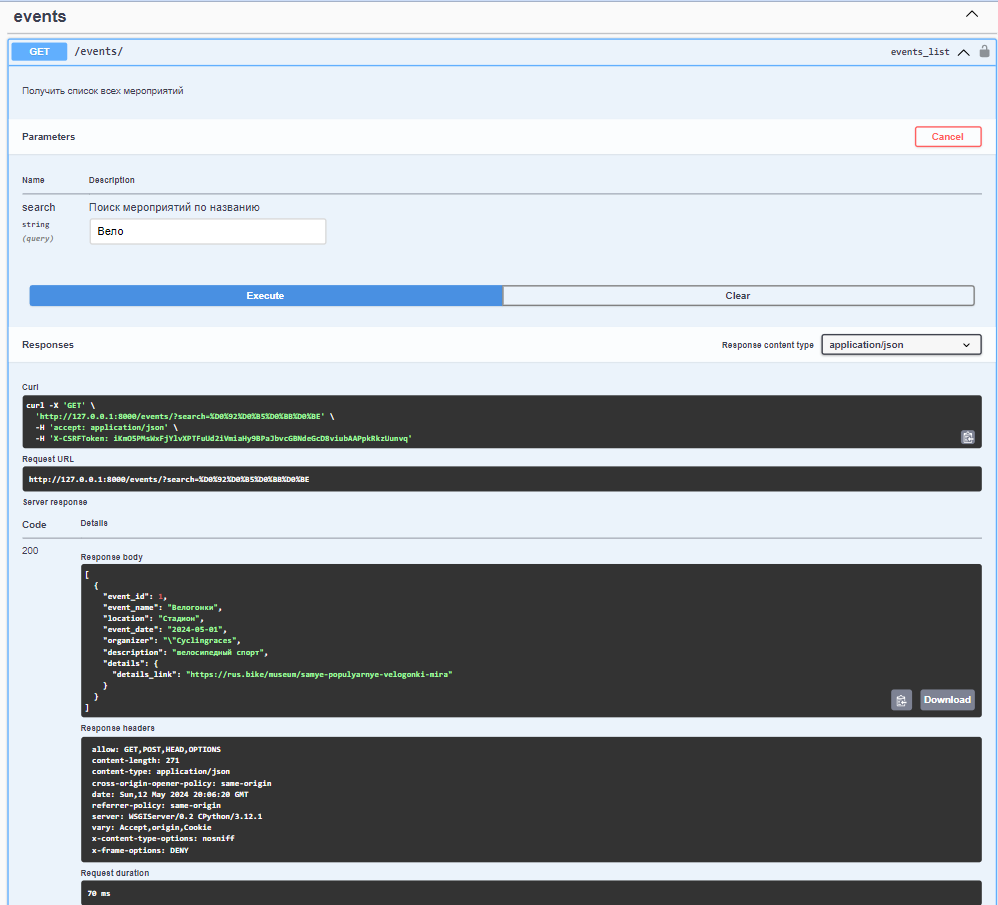 events
GET /events/ events_list
Получить список всех мероприятий
Parameters Cancel
Name Description
search Поиск мероприятий по названию
string Вело
(query)
Execute Clear
Responses Response content type application/json
Curl
curl -X 'GET' \
'http://127.0.0.1:8000/events/?search=%D0%92%D0%B5%D0%BB%D0%BE' \
-H 'accept: application/json' \
-H 'X-CSRFToken: iKmO5PMsWxFjYlvXPTFuUd2iVmiaHy9BPaJbvcGBNdeGcD8viubAAPpkRkzUunvq'
Request URL
http://127.0.0.1:8000/events/?search=%D0%92%D0%B5%D0%BB%D0%BE
Server response
Code Details
200
Response body
[
{
"event_id": 1,
"event_name": "Велогонки",
"location": "Стадион",
"event_date": "2024-05-01",
"organizer": "\"Cyclingraces",
"description": "велосипедный спорт",
"details": {
"details_link": "https://rus.bike/museum/samye-populyarnye-velogonki-mira"
}
}
]
Download
Response headers
allow: GET,POST,HEAD,OPTIONS
content-length: 271
content-type: application/json
cross-origin-opener-policy: same-origin
date: Sun,12 May 2024 20:06:20 GMT
referrer-policy: same-origin
server: WSGIServer/0.2 CPython/3.12.1
vary: Accept,origin,Cookie
x-content-type-options: nosniff
x-frame-options: DENY
Request duration
70 ms